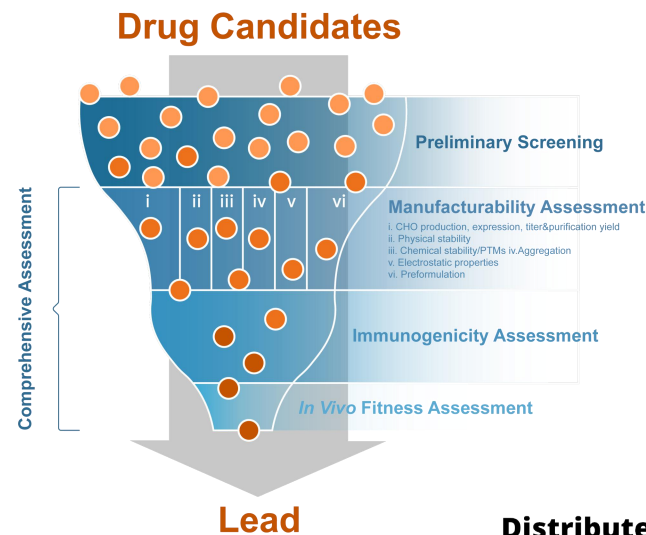 Drug Candidates
Preliminary Screening
i
ii
iii
iv
v
vi
Manufacturability Assessment
i. CHO production, expression, titer&purification yield
ii. Physical stability
iii. Chemical stability/PTMs iv.Aggregation
v. Electrostatic properties
vi. Preformulation
Comprehensive Assessment
Immunogenicity Assessment
In Vivo Fitness Assessment
Lead
Distribute